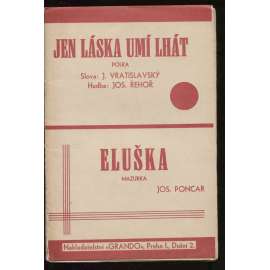 JEN LÁSKA UMÍ LHÁT
POLKA
Slova: J. VRATISLAVSKÝ
Hudba: JOS. ŘEHOŘ
ELUŠKA
MAZURKA
JOS. PONCAR
Nakladatelství «GRANDO», Praha I., Dušní 2.